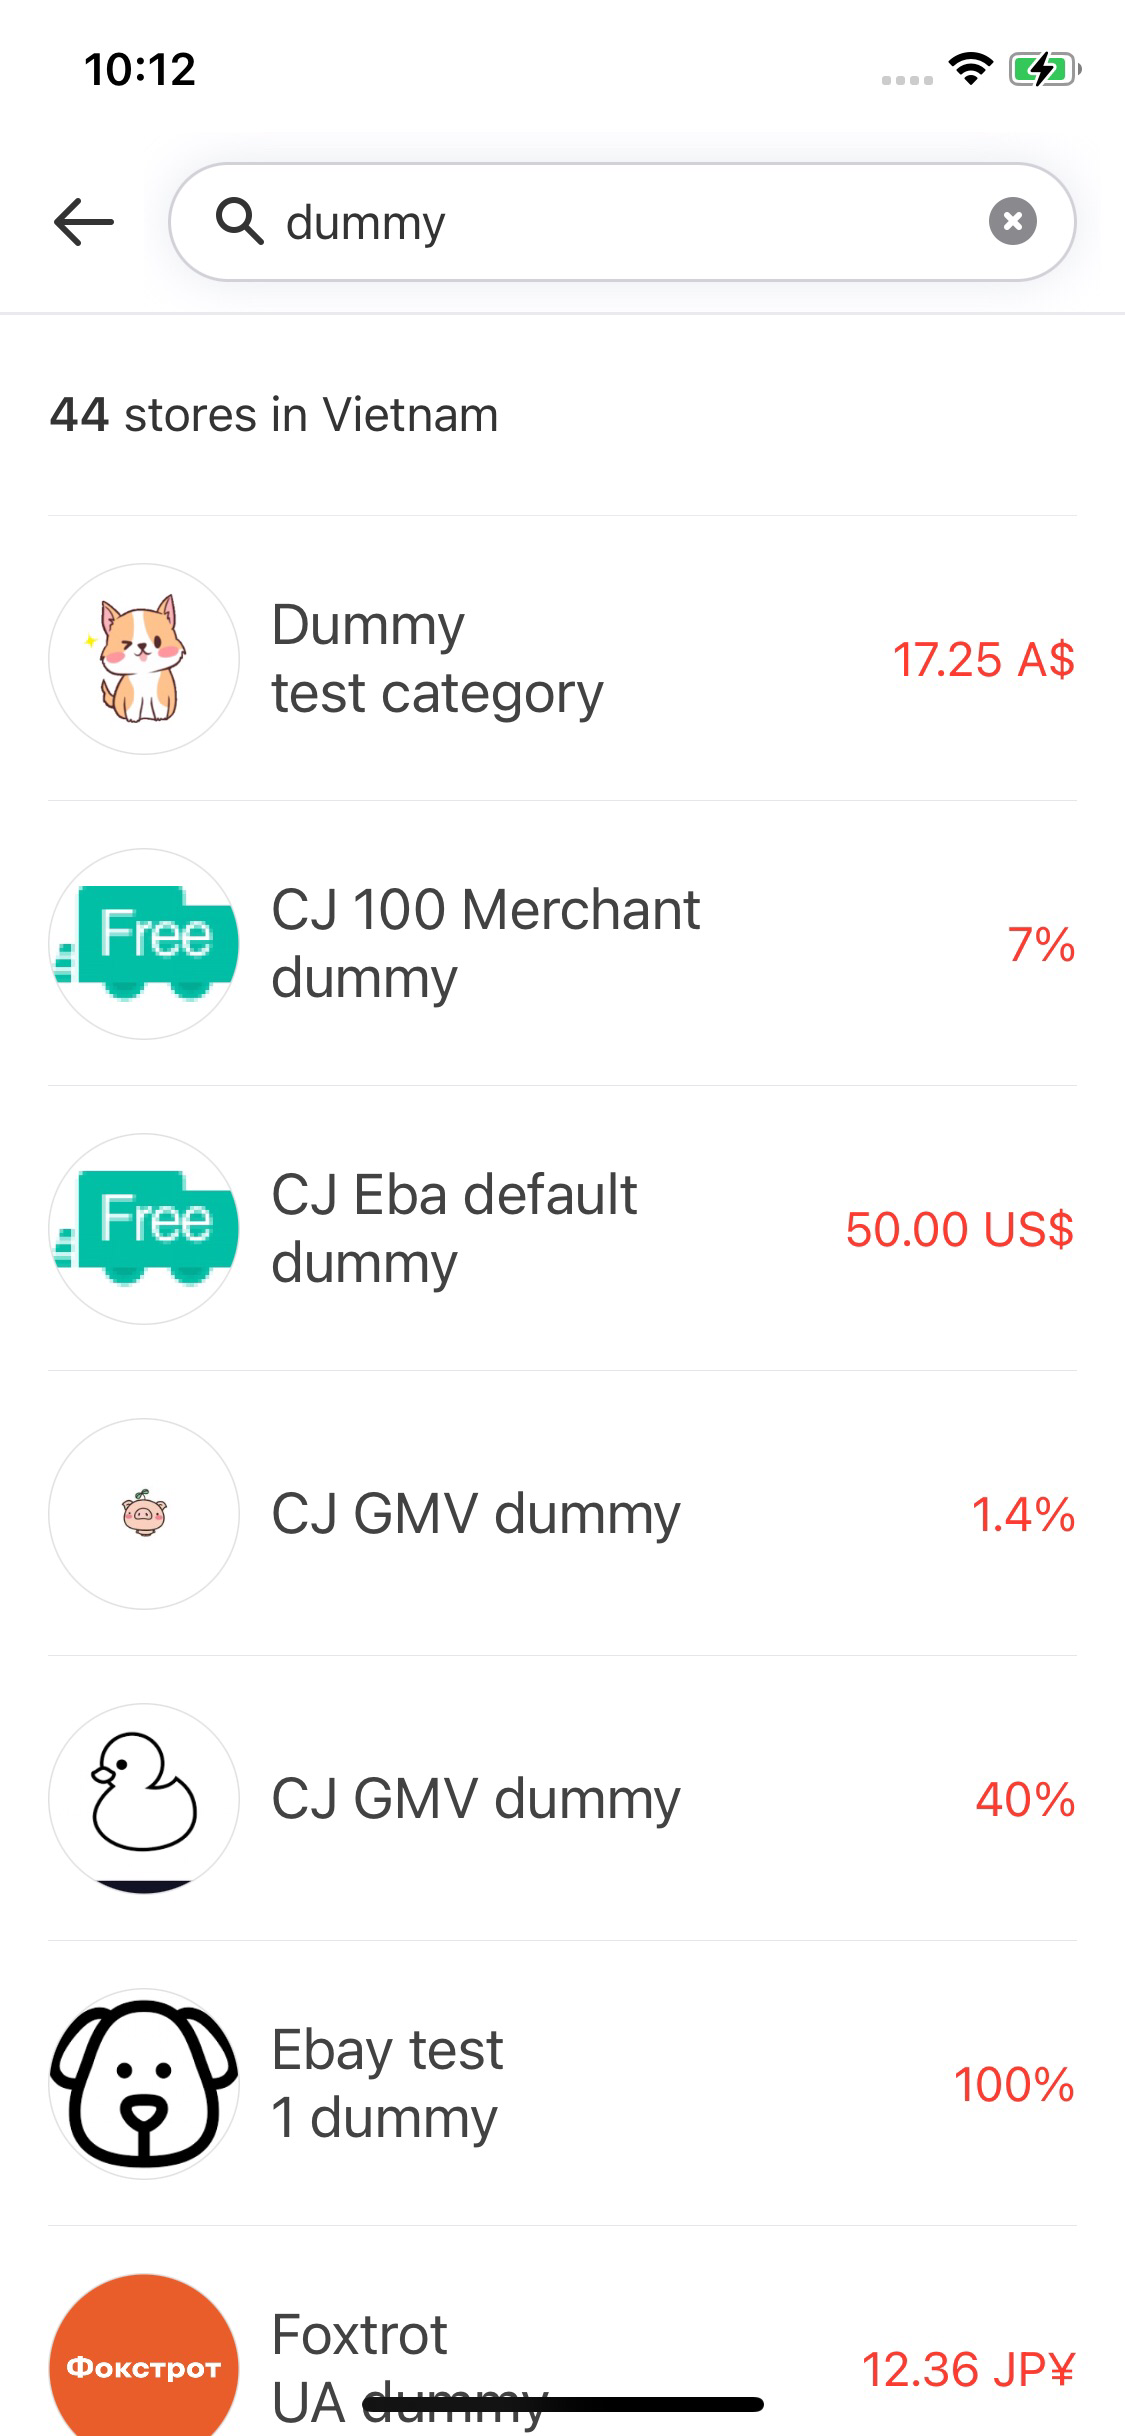 10:12
dummy
44 stores in Vietnam
Dummy
test category
17.25 A$
Free
CJ 100 Merchant
dummy
7%
Free
CJ Eba default
dummy
50.00 US$
CJ GMV dummy
1.4%
CJ GMV dummy
40%
Ebay test
1 dummy
100%
Фокстрот
Foxtrot
UA dummy
12.36 JP¥